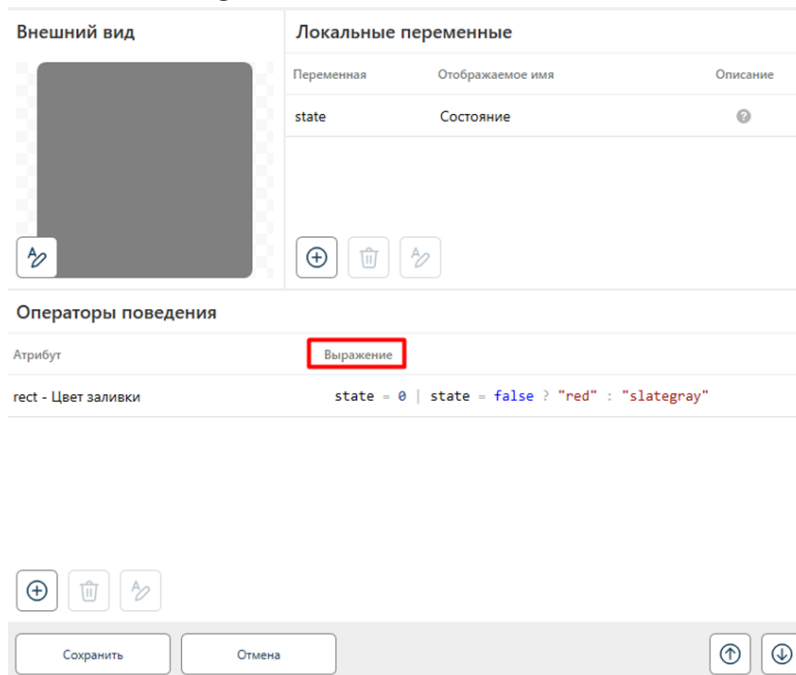 Внешний вид
Локальные переменные
Переменная Отображаемое имя Описание
state Состояние
Операторы поведения
Атрибут Выражение
rect - Цвет заливки state = 0 | state = false ? "red" : "slategray"
Сохранить Отмена